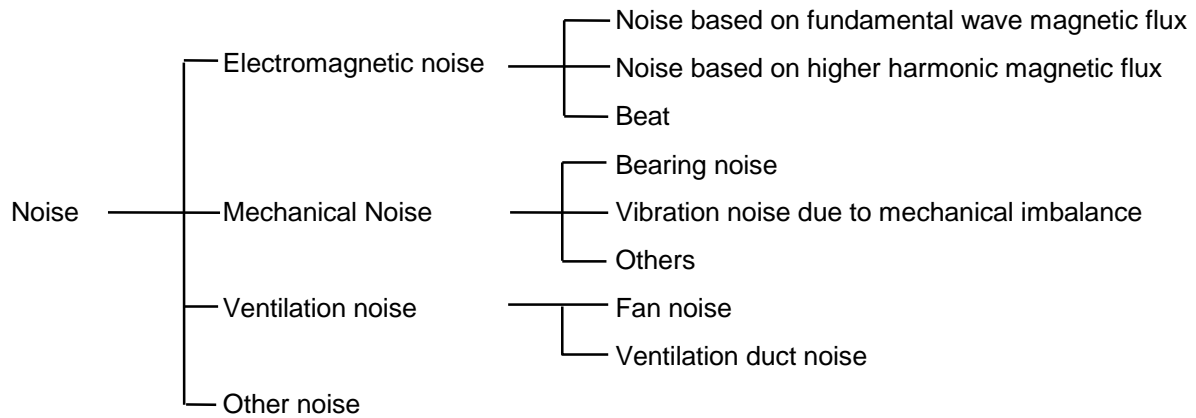 Noise based on fundamental wave magnetic flux
Electromagnetic noise
Noise based on higher harmonic magnetic flux
Beat
Bearing noise
Noise
Mechanical Noise
Vibration noise due to mechanical imbalance
Others
Ventilation noise
Fan noise
Ventilation duct noise
Other noise